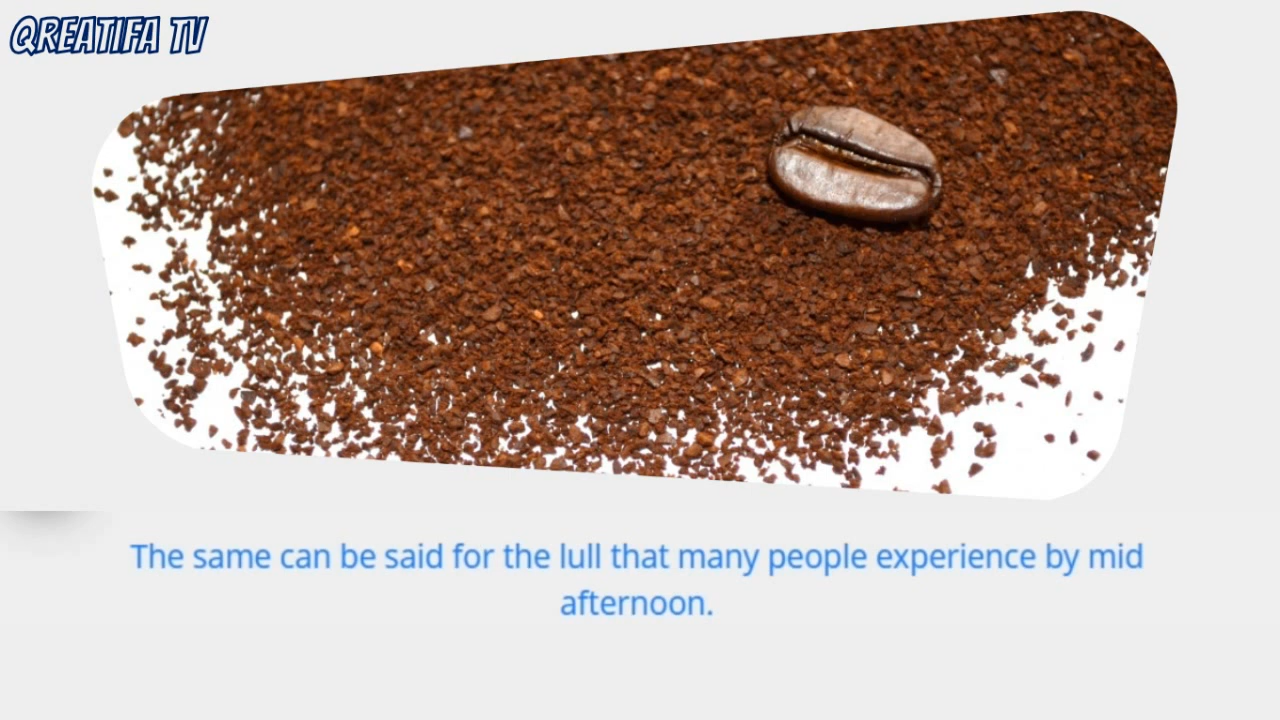 QREATIFA TV
The same can be said for the lull that many people experience by mid
afternoon.